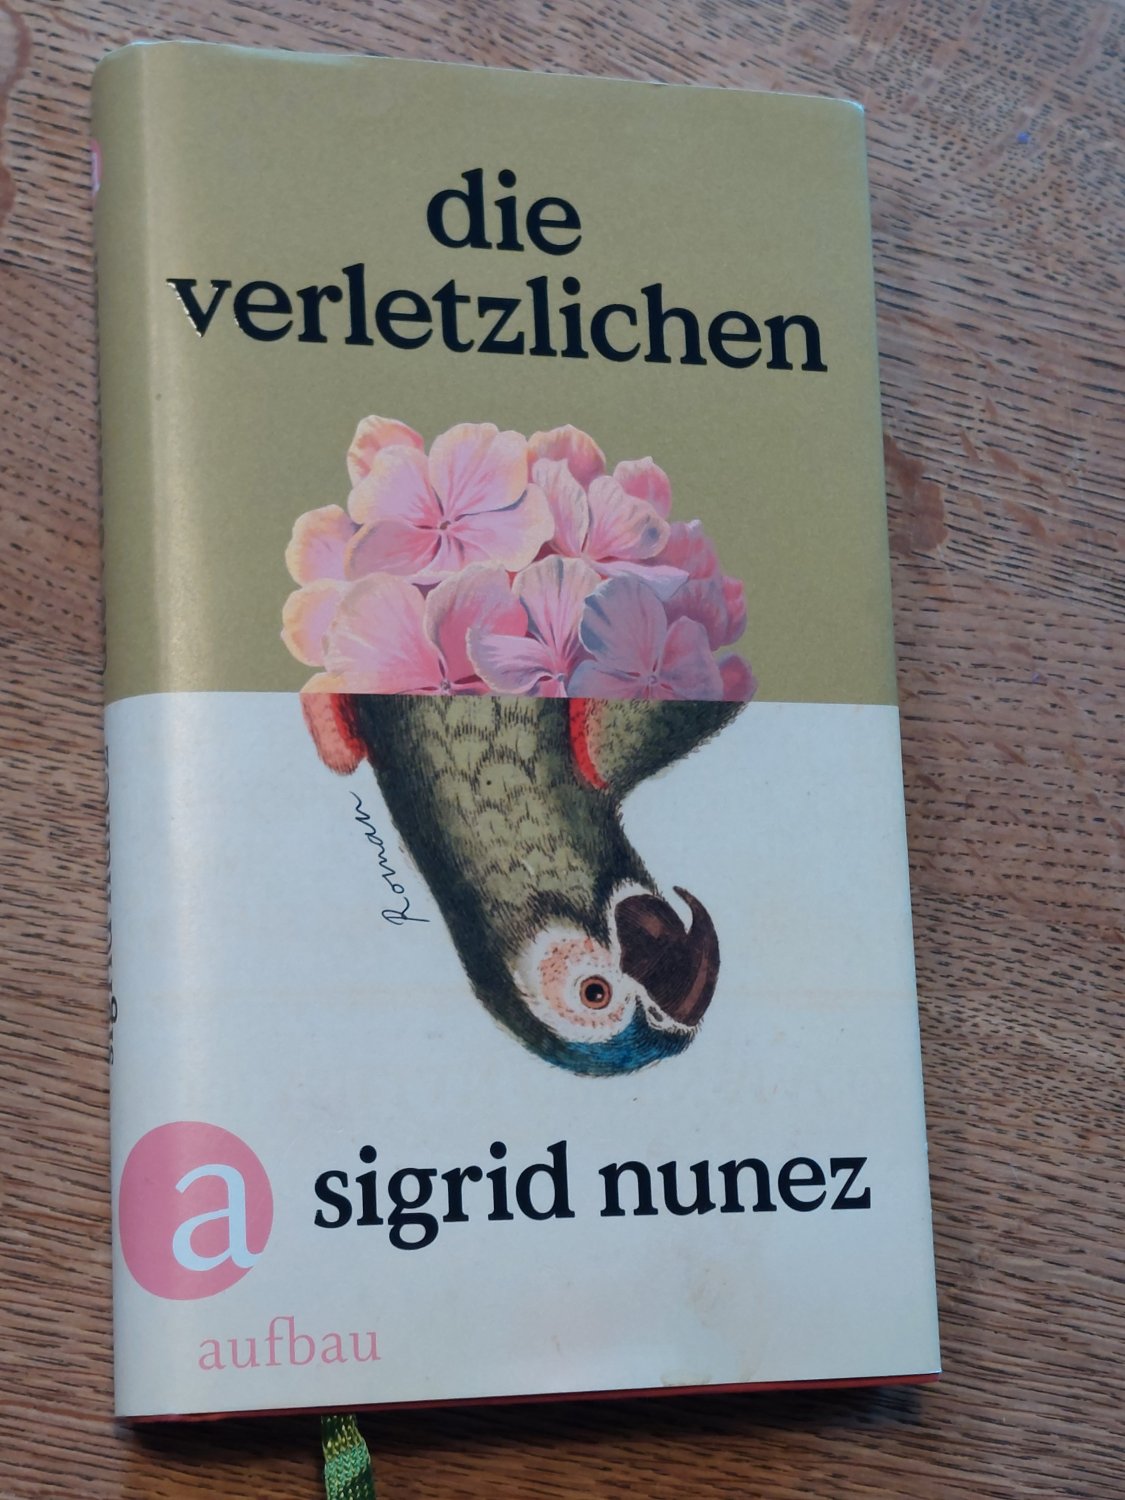 die
verletzlichen
Roman
a
sigrid nunez
aufbau